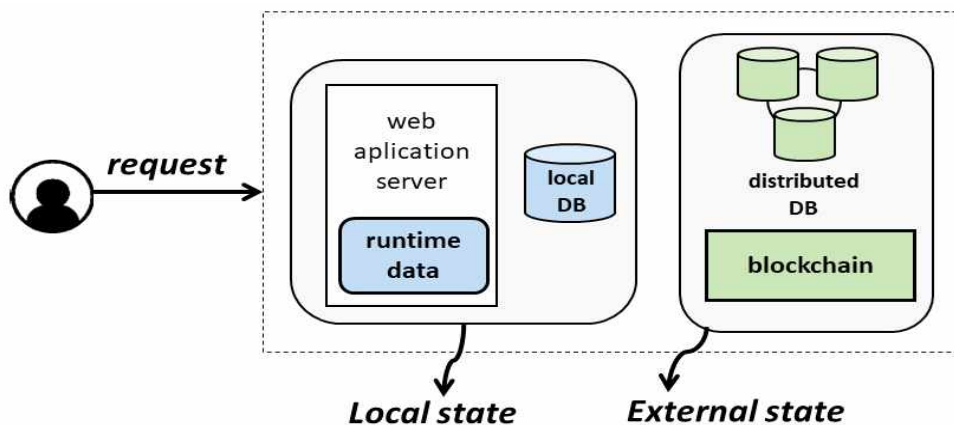 request
web
aplication
server
runtime
data
local
DB
distributed
DB
blockchain
Local state
External state